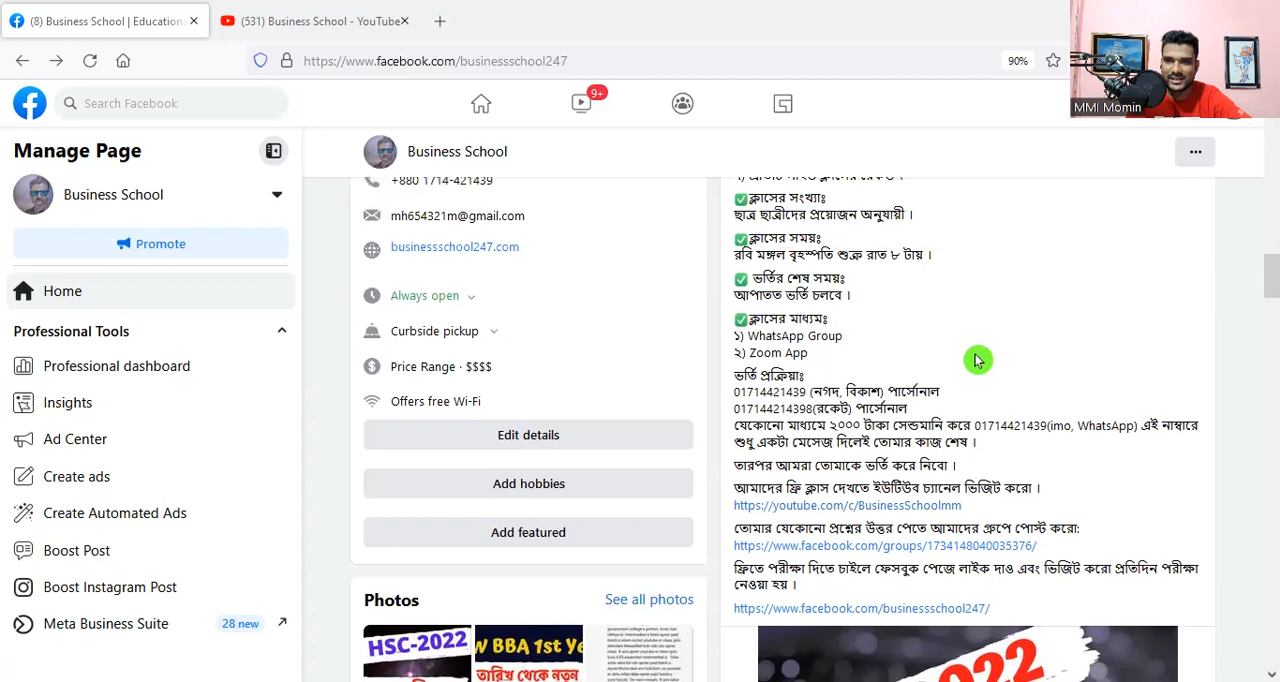 (8) Business School | Educationa
(531) Business School - YouTube
https://www.facebook.com/businessschool247
90%
MMI Momin
Search Facebook
9+
Manage Page
Business School
Promote
Home
Professional Tools
Professional dashboard
Insights
Ad Center
Create ads
Create Automated Ads
Boost Post
Boost Instagram Post
Meta Business Suite
28 new
Business School
+880 1714-421439
mh654321m@gmail.com
businessschool247.com
Always open
Curbside pickup
Price Range · $$$$
Offers free Wi-Fi
Edit details
Add hobbies
Add featured
Photos
See all photos
HSC-2022
W BBA 1st Ye
তারিখ থেকে নতুন
✅ক্লাসের সংখ্যাঃ
ছাত্র ছাত্রীদের প্রয়োজন অনুযায়ী।
✅ক্লাসের সময়ঃ
রবি মঙ্গল বৃহস্পতি শুক্র রাত ৮ টায়।
✅ ভর্তির শেষ সময়ঃ
আপাতত ভর্তি চলবে।
✅ক্লাসের মাধ্যমঃ
১) WhatsApp Group
২) Zoom App
ভর্তি প্রক্রিয়াঃ
01714421439 (নগদ, বিকাশ) পার্সোনাল
017144214398(রকেট) পার্সোনাল
যেকোনো মাধ্যমে ২০০০ টাকা সেন্ডমানি করে 01714421439(imo, WhatsApp) এই নাম্বারে
শুধু একটা মেসেজ দিলেই তোমার কাজ শেষ।
তারপর আমরা তোমাকে ভর্তি করে নিবো।
আমাদের ফ্রি ক্লাস দেখতে ইউটিউব চ্যানেল ভিজিট করো।
https://youtube.com/c/BusinessSchoolmm
তোমার যেকোনো প্রশ্নের উত্তর পেতে আমাদের গ্রুপে পোস্ট করো:
https://www.facebook.com/groups/1734148040035376/
ফ্রিতে পরীক্ষা দিতে চাইলে ফেসবুক পেজে লাইক দাও এবং ভিজিট করো প্রতিদিন পরীক্ষা
নেওয়া হয়।
https://www.facebook.com/businessschool247/
2022